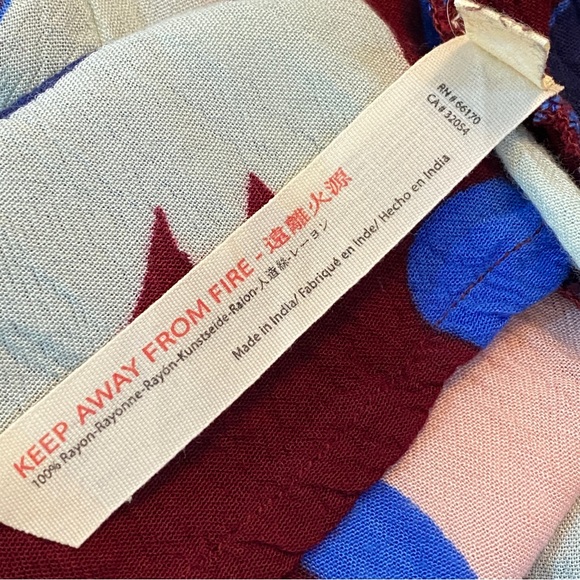 KEEP AWAY FROM FIRE - 遠離火源
100% Rayon-Rayonne-Rayón-Kunstseide-Raion-人造絲-レーヨン
Made in India/ Fabriqué en Inde/ Hecho en India
RN # 66170
CA # 32054